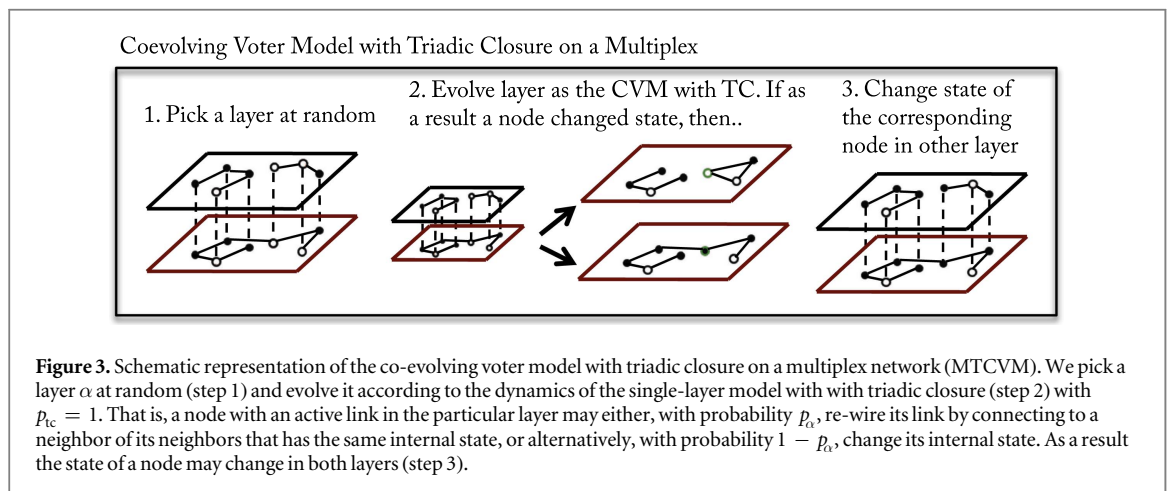 Coevolving Voter Model with Triadic Closure on a Multiplex
1. Pick a layer at random
2. Evolve layer as the CVM with TC. If as
a result a node changed state, then..
3. Change state of
the corresponding
node in other layer
Figure 3. Schematic representation of the co-evolving voter model with triadic closure on a multiplex network (MTCVM). We pick a
layer α at random (step 1) and evolve it according to the dynamics of the single-layer model with with triadic closure (step 2) with
p_tc = 1. That is, a node with an active link in the particular layer may either, with probability p_α, re-wire its link by connecting to a
neighbor of its neighbors that has the same internal state, or alternatively, with probability 1 − p_α, change its internal state. As a result
the state of a node may change in both layers (step 3).